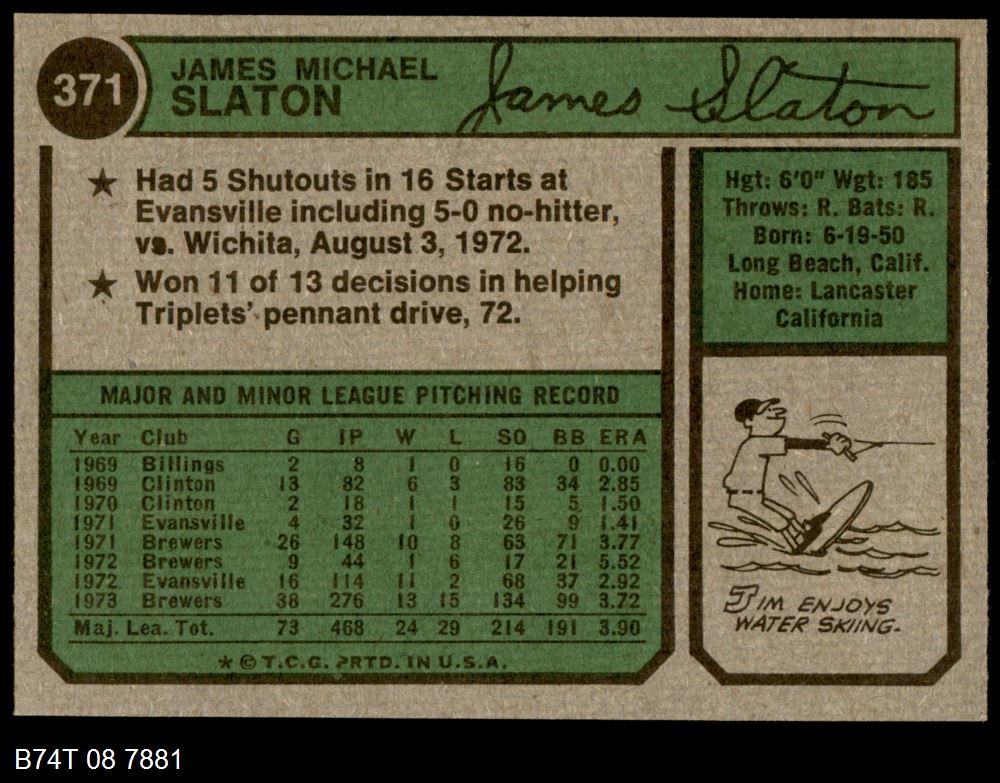 371
JAMES MICHAEL
SLATON
James Slaton
★ Had 5 Shutouts in 16 Starts at
Evansville including 5-0 no-hitter,
vs. Wichita, August 3, 1972.
★ Won 11 of 13 decisions in helping
Triplets' pennant drive, 72.
Hgt: 6'0" Wgt: 185
Throws: R. Bats: R.
Born: 6-19-50
Long Beach, Calif.
Home: Lancaster
California
MAJOR AND MINOR LEAGUE PITCHING RECORD
Year Club G IP W L SO BB ERA
1969 Billings 2 8 1 0 16 0 0.00
1969 Clinton 13 82 6 3 83 34 2.85
1970 Clinton 2 18 1 1 15 5 1.50
1971 Evansville 4 32 1 0 26 9 1.41
1971 Brewers 26 148 10 8 63 71 3.77
1972 Brewers 9 44 1 6 17 21 5.52
1972 Evansville 16 114 11 2 68 37 2.92
1973 Brewers 38 276 13 15 134 99 3.72
Maj. Lea. Tot. 73 468 24 29 214 191 3.90
* © T.C.G. PRTD. IN U.S.A.
JIM ENJOYS
WATER SKIING.
B74T 08 7881